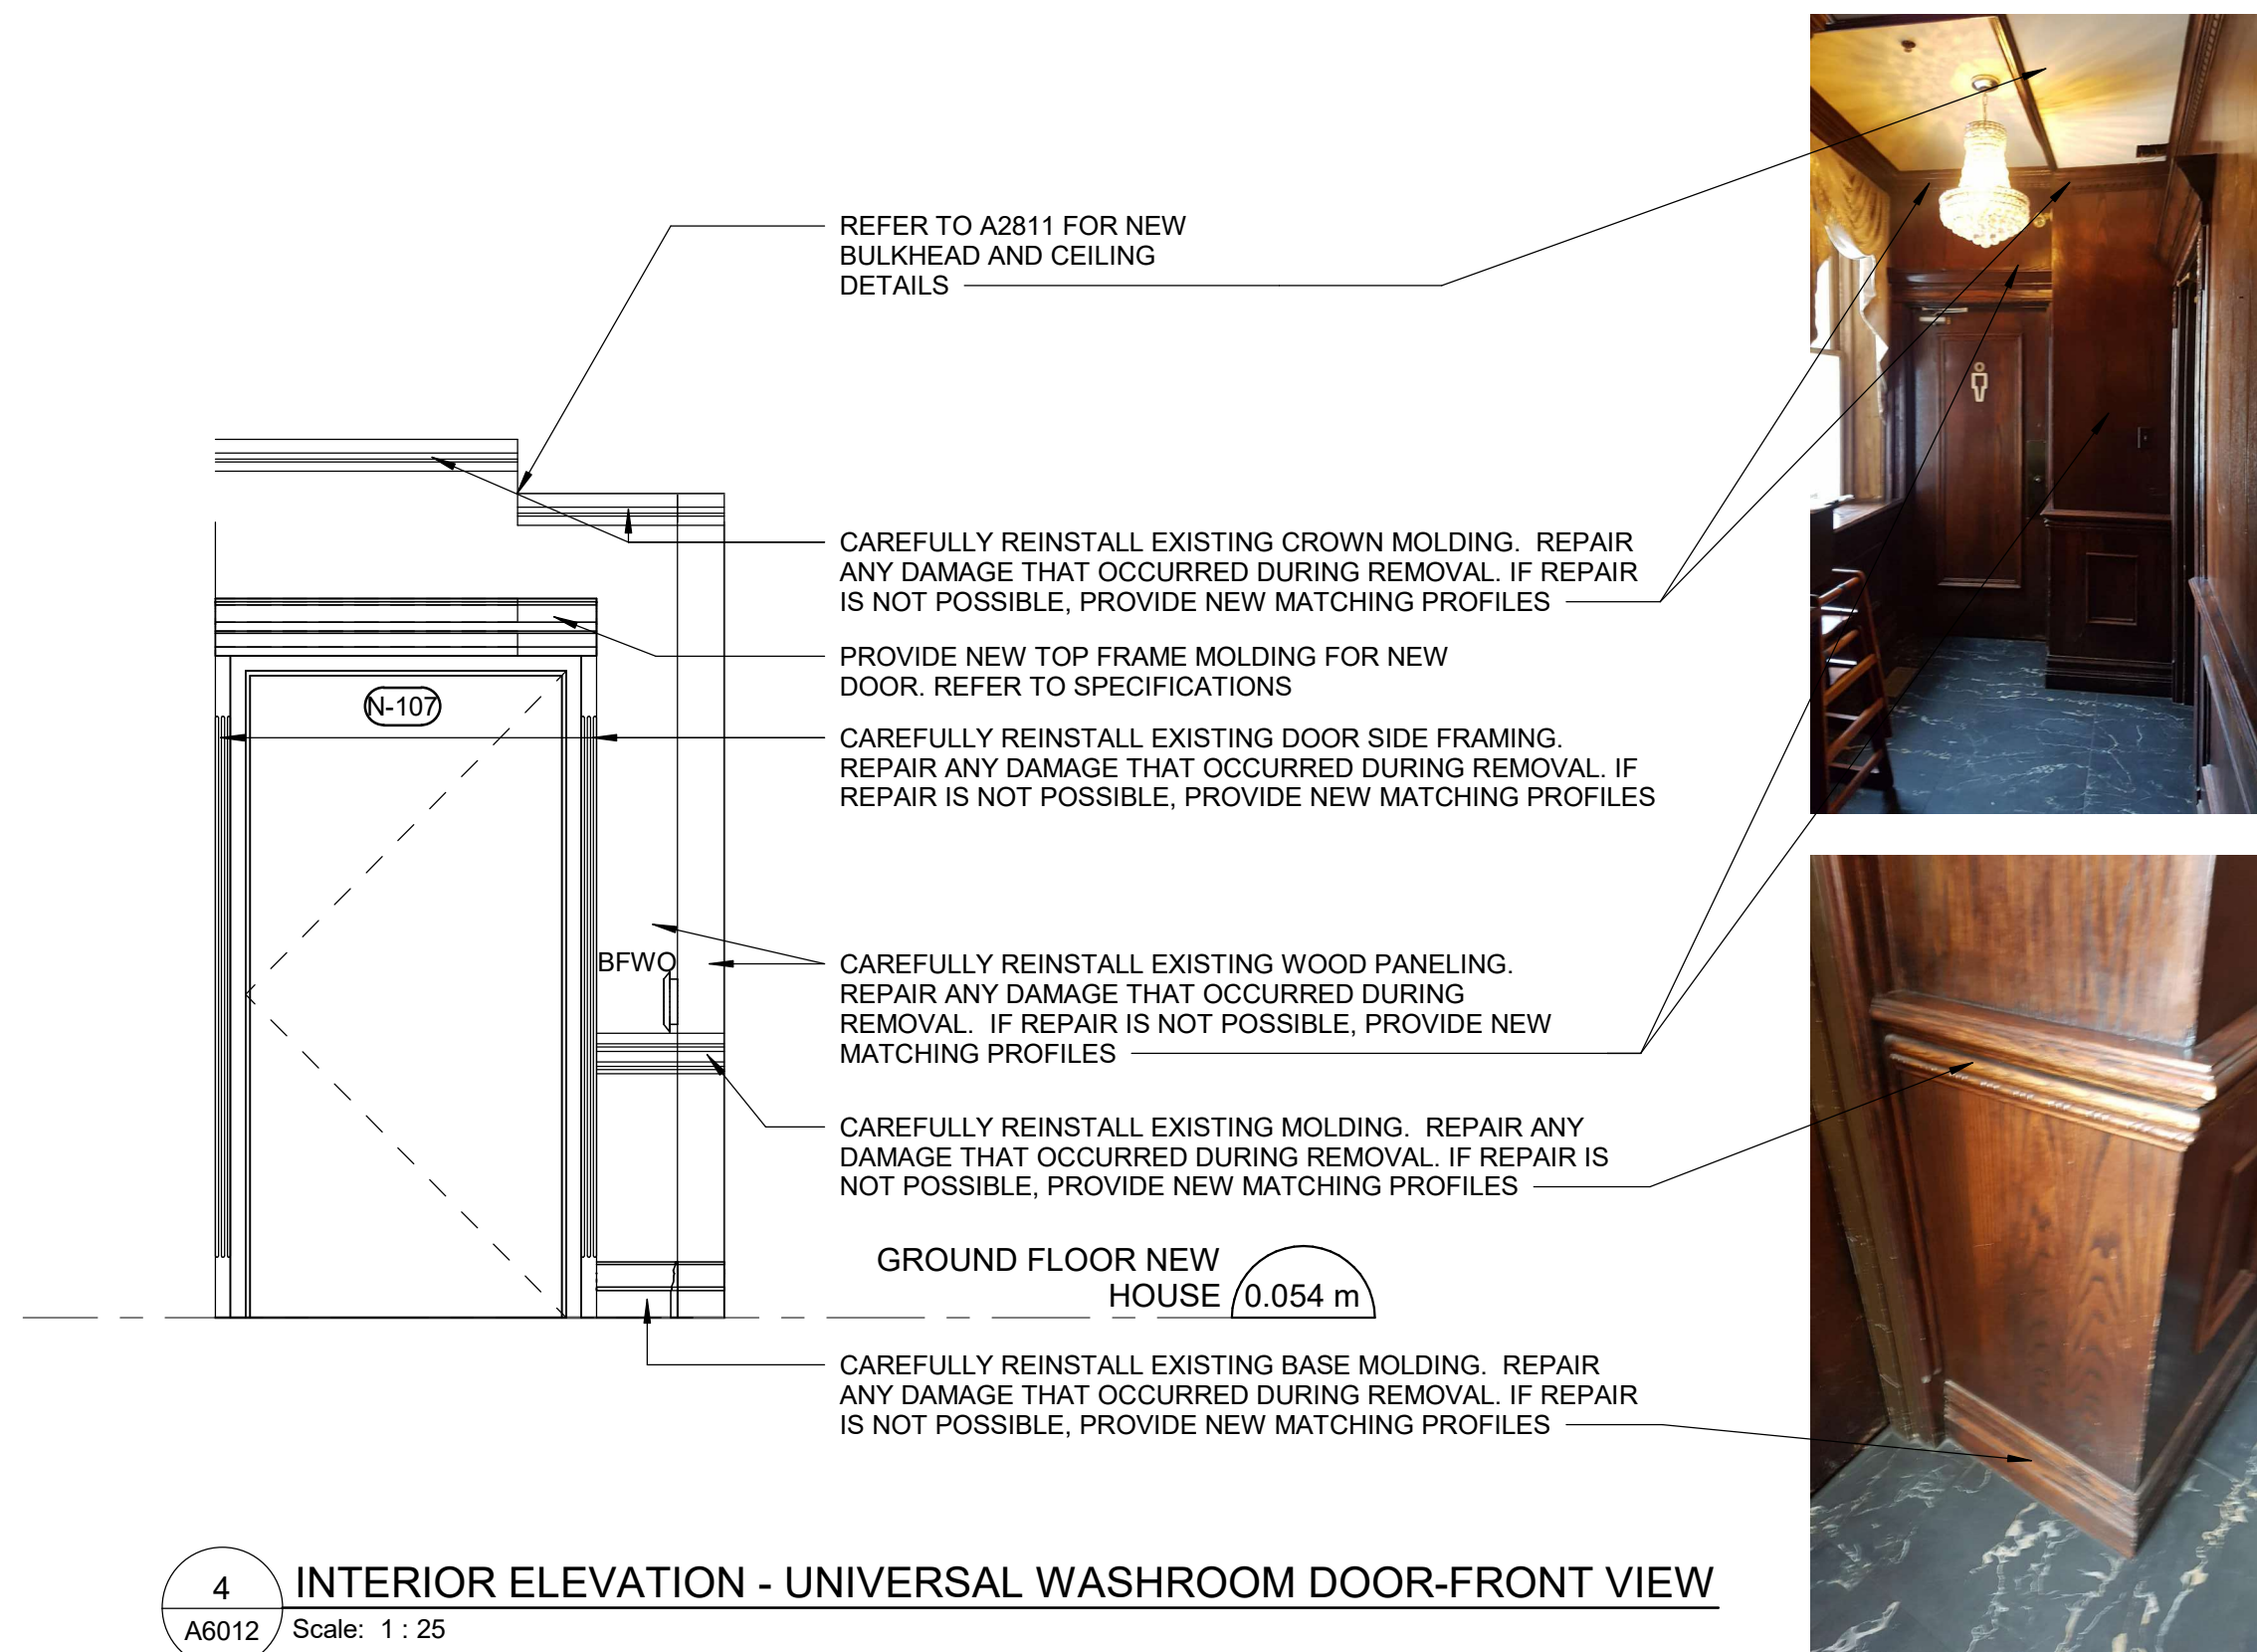 REFER TO A2811 FOR NEW
BULKHEAD AND CEILING
DETAILS
CAREFULLY REINSTALL EXISTING CROWN MOLDING.  REPAIR
ANY DAMAGE THAT OCCURRED DURING REMOVAL. IF REPAIR
IS NOT POSSIBLE, PROVIDE NEW MATCHING PROFILES
PROVIDE NEW TOP FRAME MOLDING FOR NEW
DOOR. REFER TO SPECIFICATIONS
N-107
CAREFULLY REINSTALL EXISTING DOOR SIDE FRAMING.
REPAIR ANY DAMAGE THAT OCCURRED DURING REMOVAL. IF
REPAIR IS NOT POSSIBLE, PROVIDE NEW MATCHING PROFILES
BFWO
CAREFULLY REINSTALL EXISTING WOOD PANELING.
REPAIR ANY DAMAGE THAT OCCURRED DURING
REMOVAL.  IF REPAIR IS NOT POSSIBLE, PROVIDE NEW
MATCHING PROFILES
CAREFULLY REINSTALL EXISTING MOLDING.  REPAIR ANY
DAMAGE THAT OCCURRED DURING REMOVAL. IF REPAIR IS
NOT POSSIBLE, PROVIDE NEW MATCHING PROFILES
GROUND FLOOR NEW
HOUSE 0.054 m
CAREFULLY REINSTALL EXISTING BASE MOLDING.  REPAIR
ANY DAMAGE THAT OCCURRED DURING REMOVAL. IF REPAIR
IS NOT POSSIBLE, PROVIDE NEW MATCHING PROFILES
4
A6012
INTERIOR ELEVATION - UNIVERSAL WASHROOM DOOR-FRONT VIEW
Scale:  1 : 25